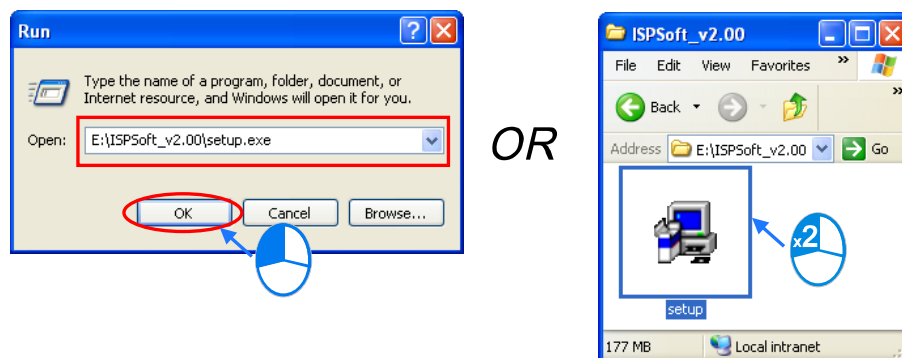 Run
Type the name of a program, folder, document, or
Internet resource, and Windows will open it for you.
Open: E:\ISPSoft_v2.00\setup.exe
OK Cancel Browse...
OR
ISPSoft_v2.00
File Edit View Favorites »
Back »
Address E:\ISPSoft_v2.00 Go
x2
setup
177 MB Local intranet